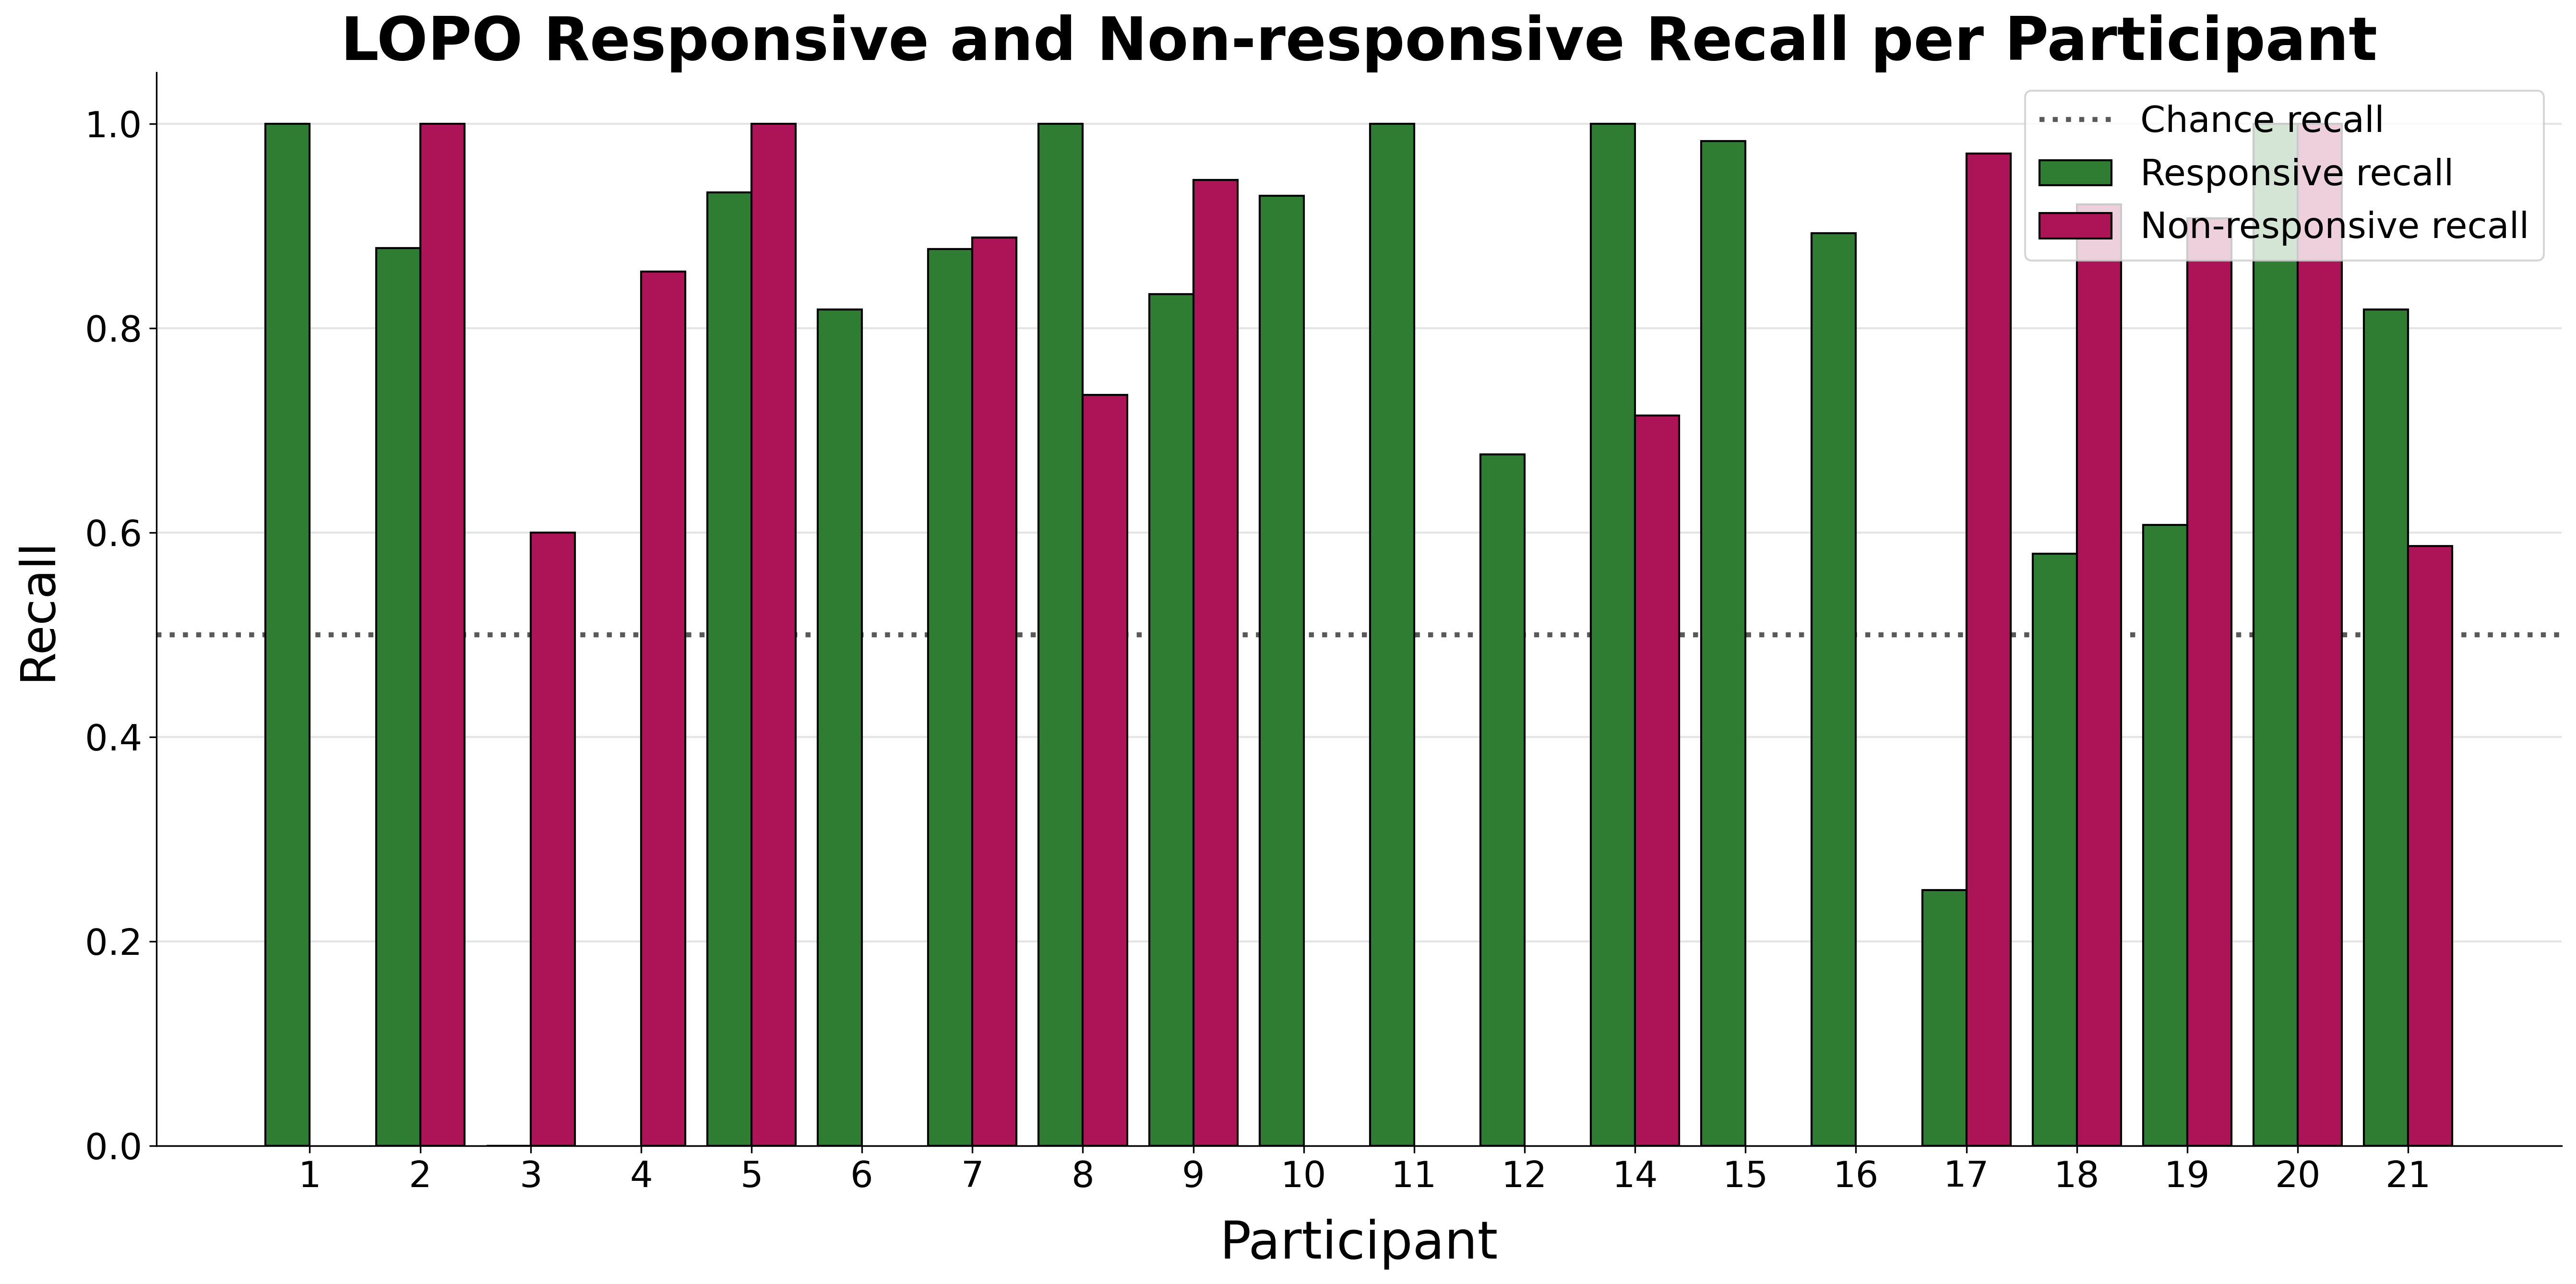 LOPO Responsive and Non-responsive Recall per Participant
Chance recall
Responsive recall
Non-responsive recall
Recall
1.0
0.8
0.6
0.4
0.2
0.0
1 2 3 4 5 6 7 8 9 10 11 12 14 15 16 17 18 19 20 21
Participant